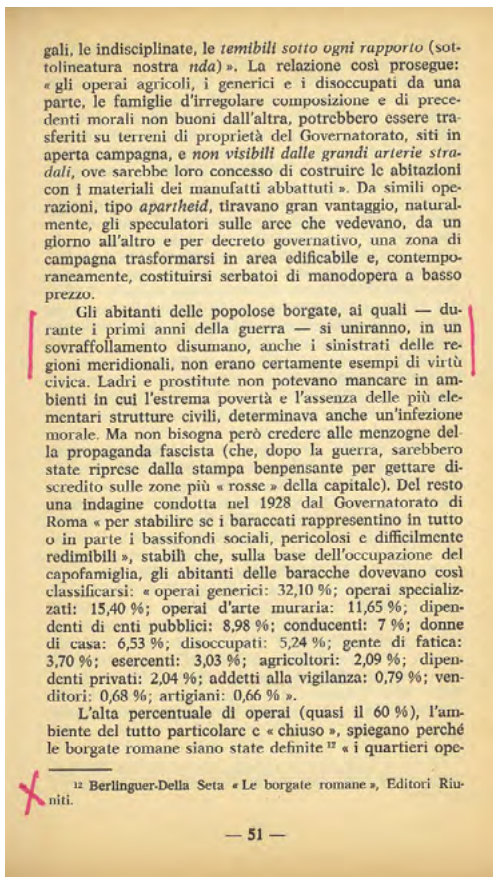 gali, le indisciplinate, le temibili sotto ogni rapporto (sot-
tolineatura nostra nda) ». La relazione così prosegue:
« gli operai agricoli, i generici e i disoccupati da una
parte, le famiglie d'irregolare composizione e di prece-
denti morali non buoni dall'altra, potrebbero essere tra-
sferiti su terreni di proprietà del Governatorato, siti in
aperta campagna, e non visibili dalle grandi arterie stra-
dali, ove sarebbe loro concesso di costruire le abitazioni
con i materiali dei manufatti abbattuti ». Da simili ope-
razioni, tipo apartheid, tiravano gran vantaggio, natural-
mente, gli speculatori sulle aree che vedevano, da un
giorno all'altro e per decreto governativo, una zona di
campagna trasformarsi in area edificabile e, contempo-
raneamente, costituirsi serbatoi di manodopera a basso
prezzo.
Gli abitanti delle popolose borgate, ai quali — du-
rante i primi anni della guerra — si uniranno, in un
sovraffollamento disumano, anche i sinistrati delle re-
gioni meridionali, non erano certamente esempi di virtù
civica. Ladri e prostitute non potevano mancare in am-
bienti in cui l'estrema povertà e l'assenza delle più ele-
mentari strutture civili, determinava anche un'infezione
morale. Ma non bisogna però credere alle menzogne del-
la propaganda fascista (che, dopo la guerra, sarebbero
state riprese dalla stampa benpensante per gettare di-
scredito sulle zone più « rosse » della capitale). Del resto
una indagine condotta nel 1928 dal Governatorato di
Roma « per stabilire se i baraccati rappresentino in tutto
o in parte i bassifondi sociali, pericolosi e difficilmente
redimibili », stabilì che, sulla base dell'occupazione del
capofamiglia, gli abitanti delle baracche dovevano così
classificarsi: « operai generici: 32,10 %; operai specializ-
zati: 15,40 %; operai d'arte muraria: 11,65 %; dipen-
denti di enti pubblici: 8,98 %; conducenti: 7 %; donne
di casa: 6,53 %; disoccupati: 5,24 %; gente di fatica:
3,70 %; esercenti: 3,03 %; agricoltori: 2,09 %; dipen-
denti privati: 2,04 %; addetti alla vigilanza: 0,79 %; ven-
ditori: 0,68 %; artigiani: 0,66 % ».
L'alta percentuale di operai (quasi il 60 %), l'am-
biente del tutto particolare e « chiuso », spiegano perché
le borgate romane siano state definite ¹² « i quartieri ope-
¹² Berlinguer-Della Seta « Le borgate romane », Editori Riu-
niti.
— 51 —